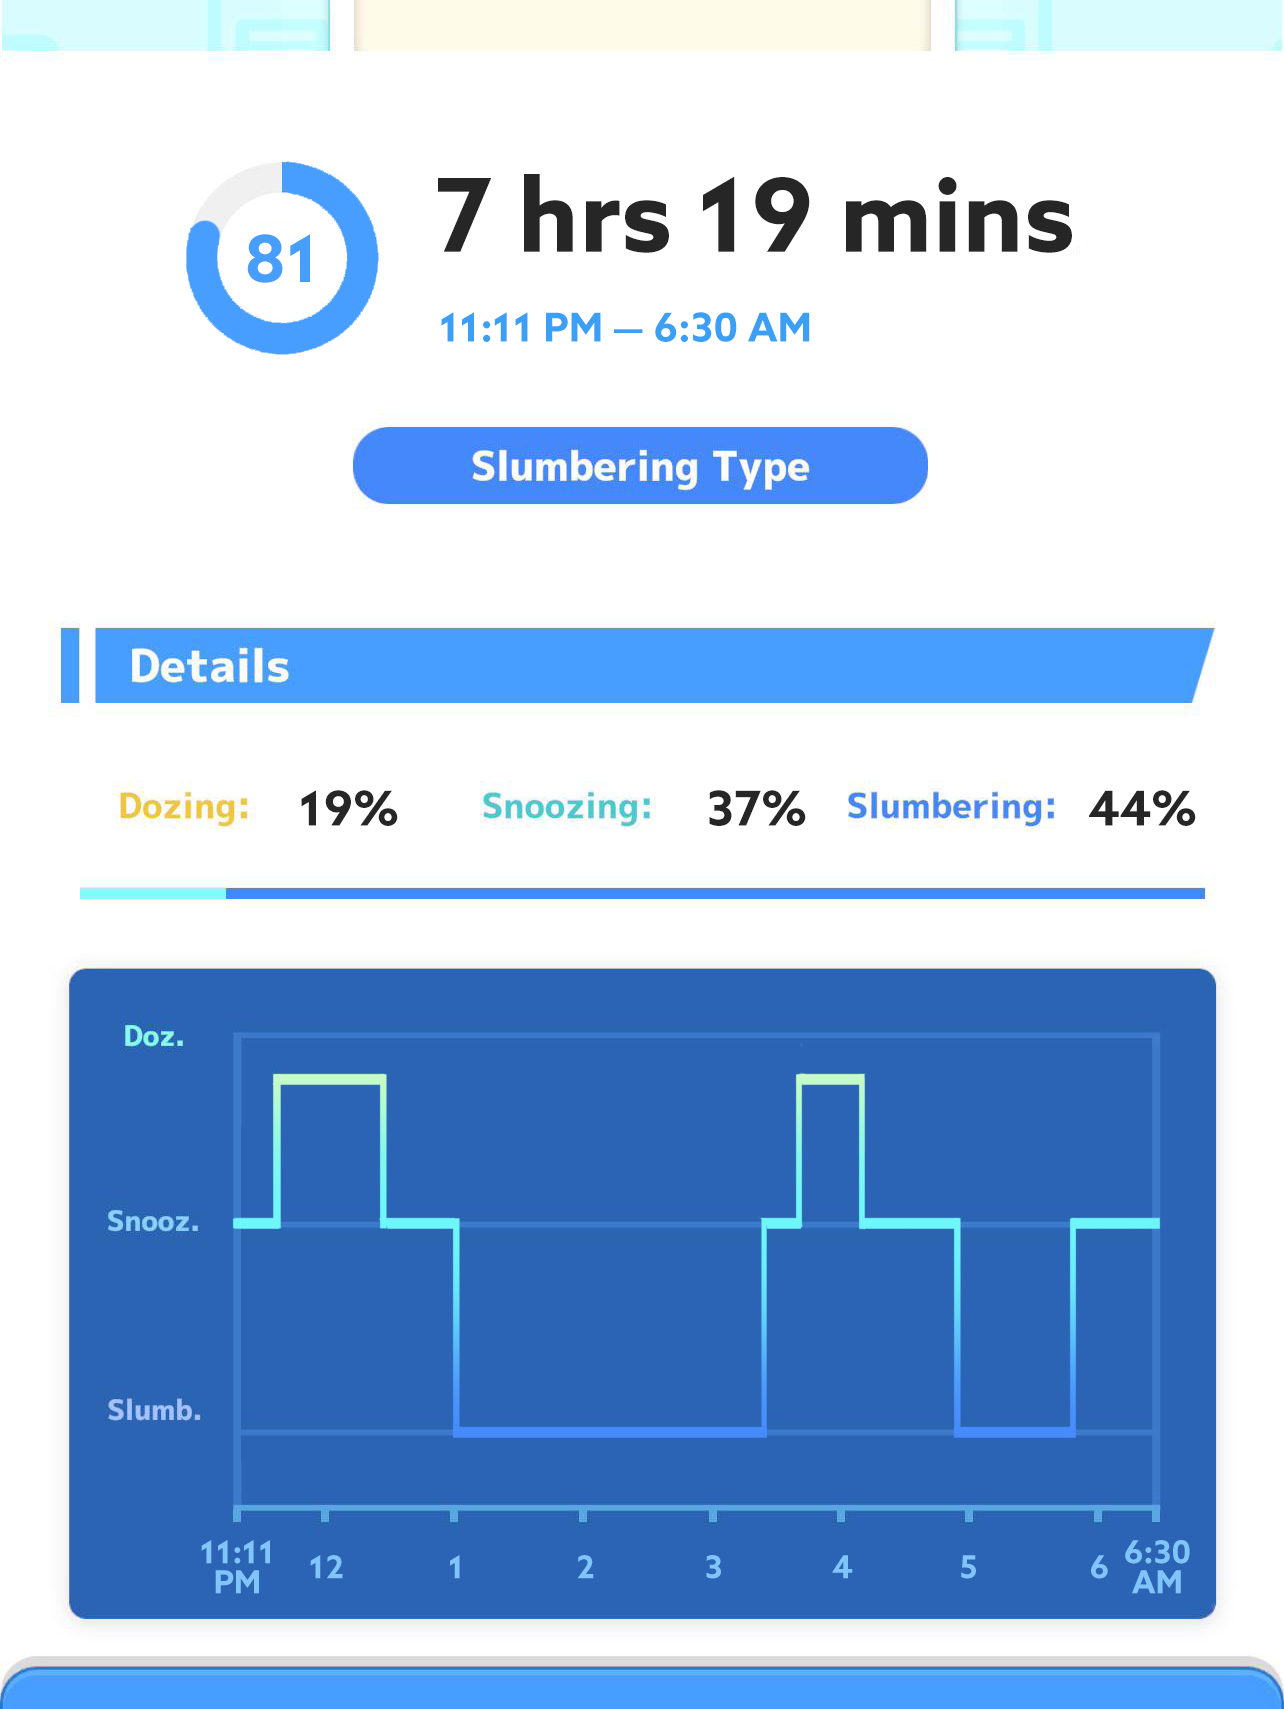 81
7 hrs 19 mins
11:11 PM — 6:30 AM
Slumbering Type
Details
Dozing: 19% Snoozing: 37% Slumbering: 44%
Doz.
Snooz.
Slumb.
11:11 PM 12 1 2 3 4 5 6 6:30 AM